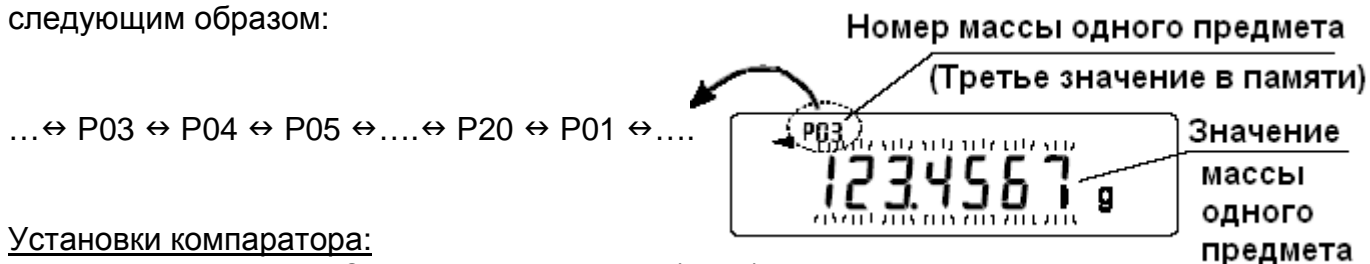 следующим образом:
Номер массы одного предмета
(Третье значение в памяти)
…⇔ P03 ⇔ P04 ⇔ P05 ⇔….⇔ P20 ⇔ P01 ⇔….
P03
123.4567 g
Значение
массы
одного
предмета
Установки компаратора: